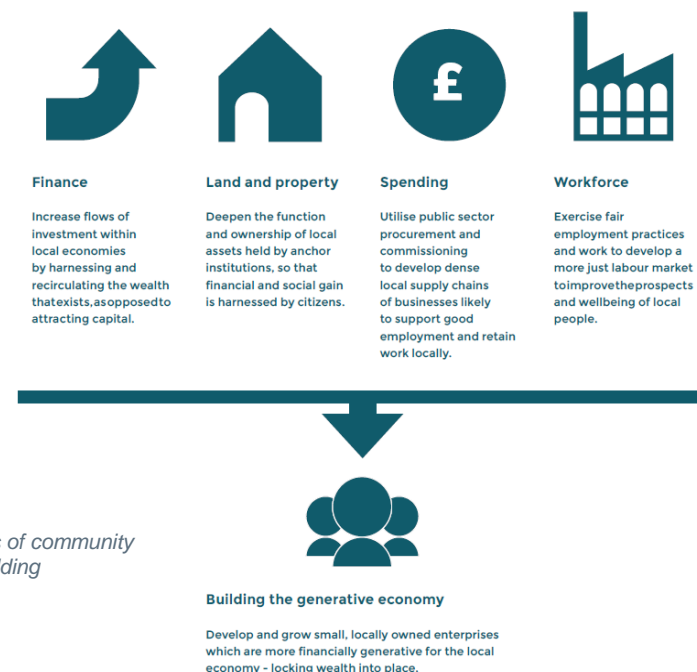 £
Finance
Increase flows of
investment within
local economies
by harnessing and
recirculating the wealth
thatexists,asopposedto
attracting capital.
Land and property
Deepen the function
and ownership of local
assets held by anchor
institutions, so that
financial and social gain
is harnessed by citizens.
Spending
Utilise public sector
procurement and
commissioning
to develop dense
local supply chains
of businesses likely
to support good
employment and retain
work locally.
Workforce
Exercise fair
employment practices
and work to develop a
more just labour market
toimprovetheprospects
and wellbeing of local
people.
of community
Building the generative economy
Develop and grow small, locally owned enterprises
which are more financially generative for the local
economy - locking wealth into place.